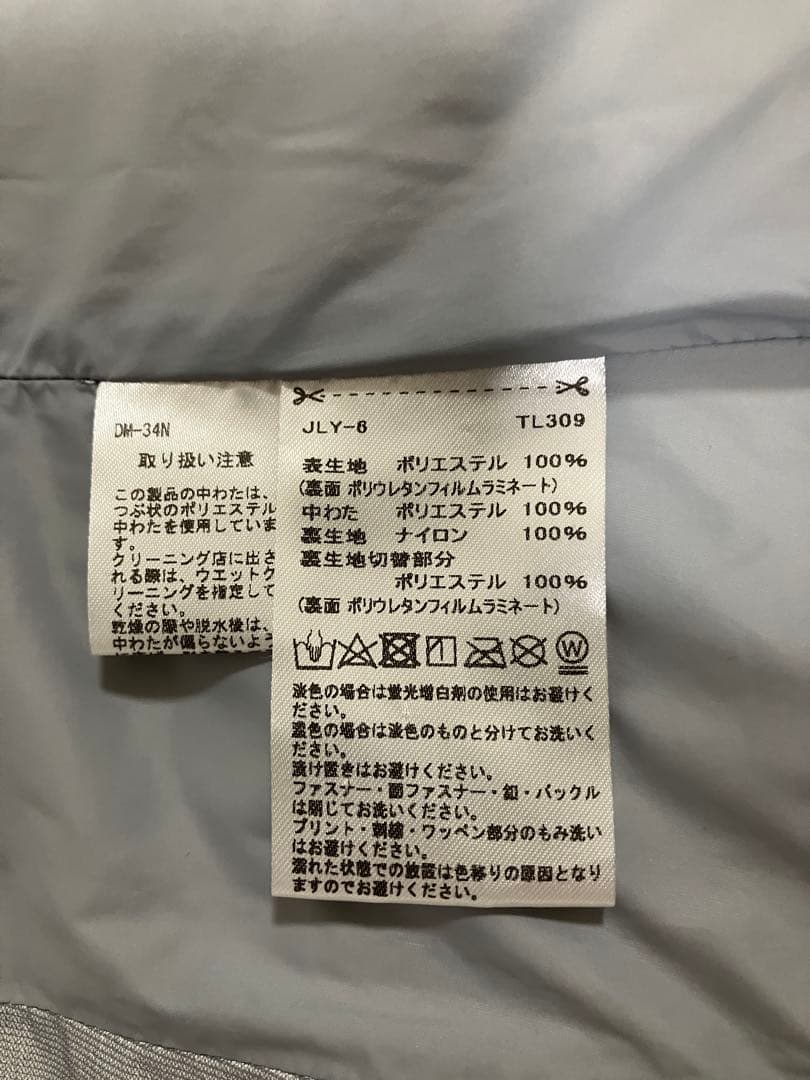 DM-34N
取り扱い注意
この製品の中わたは、
つぶ状のポリエステル
中わたを使用していま
す。
クリーニング店に出さ
れる際は、ウエットク
リーニングを指定して
ください。
乾燥の際や脱水後は、
中わたが偏らないよう
JLY-6 TL309
表生地 ポリエステル 100%
(裏面 ポリウレタンフィルムラミネート)
中わた ポリエステル 100%
裏生地 ナイロン 100%
裏生地切替部分
ポリエステル 100%
(裏面 ポリウレタンフィルムラミネート)
W
淡色の場合は蛍光増白剤の使用はお避けく
ださい。
濃色の場合は淡色のものと分けてお洗いく
ださい。
漬け置きはお避けください。
ファスナー・面ファスナー・釦・バックル
は閉じてお洗いください。
プリント・刺繍・ワッペン部分のもみ洗い
はお避けください。
濡れた状態での放置は色移りの原因となり
ますのでお避けください。